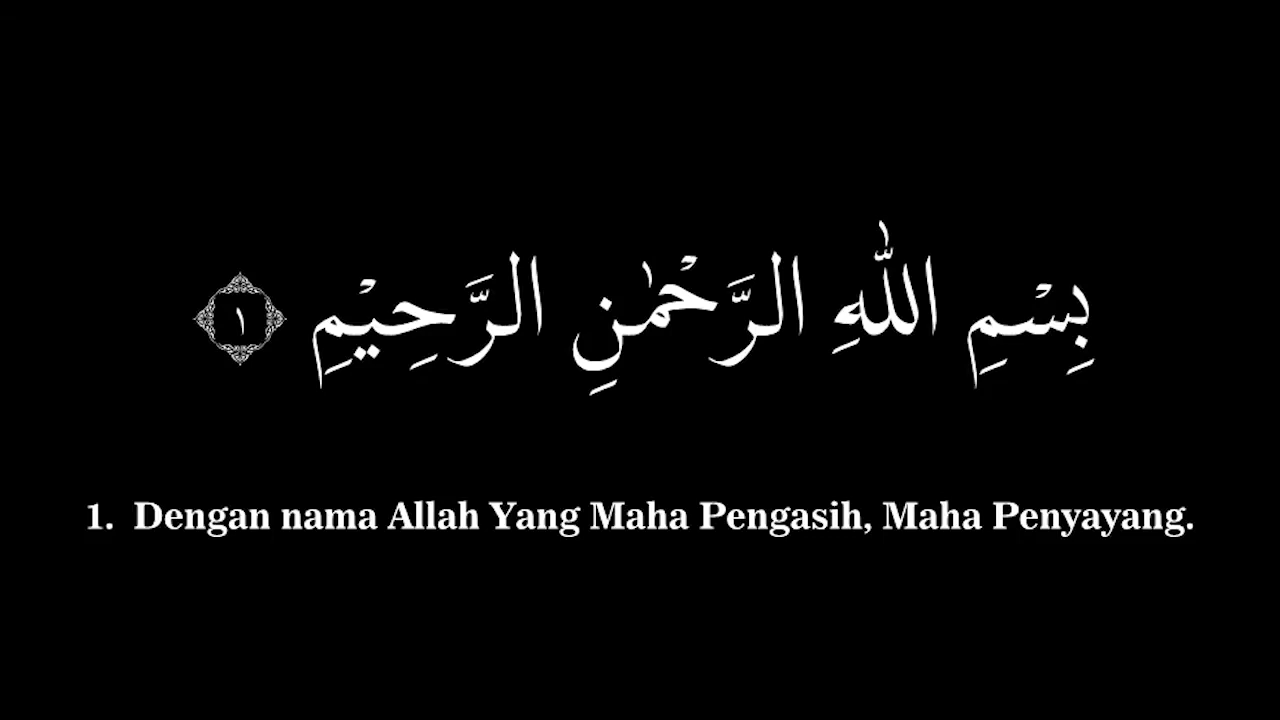 بِسْمِ اللّٰهِ الرَّحْمٰنِ الرَّحِيْمِ ١
1. Dengan nama Allah Yang Maha Pengasih, Maha Penyayang.